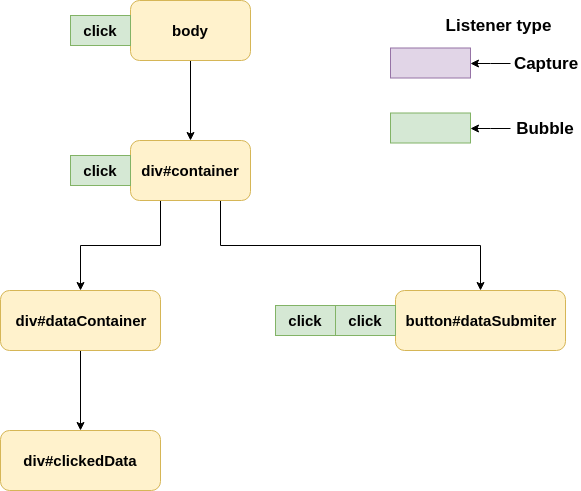 Listener type
click
body
Capture
Bubble
click
div#container
div#dataContainer
click
click
button#dataSubmiter
div#clickedData